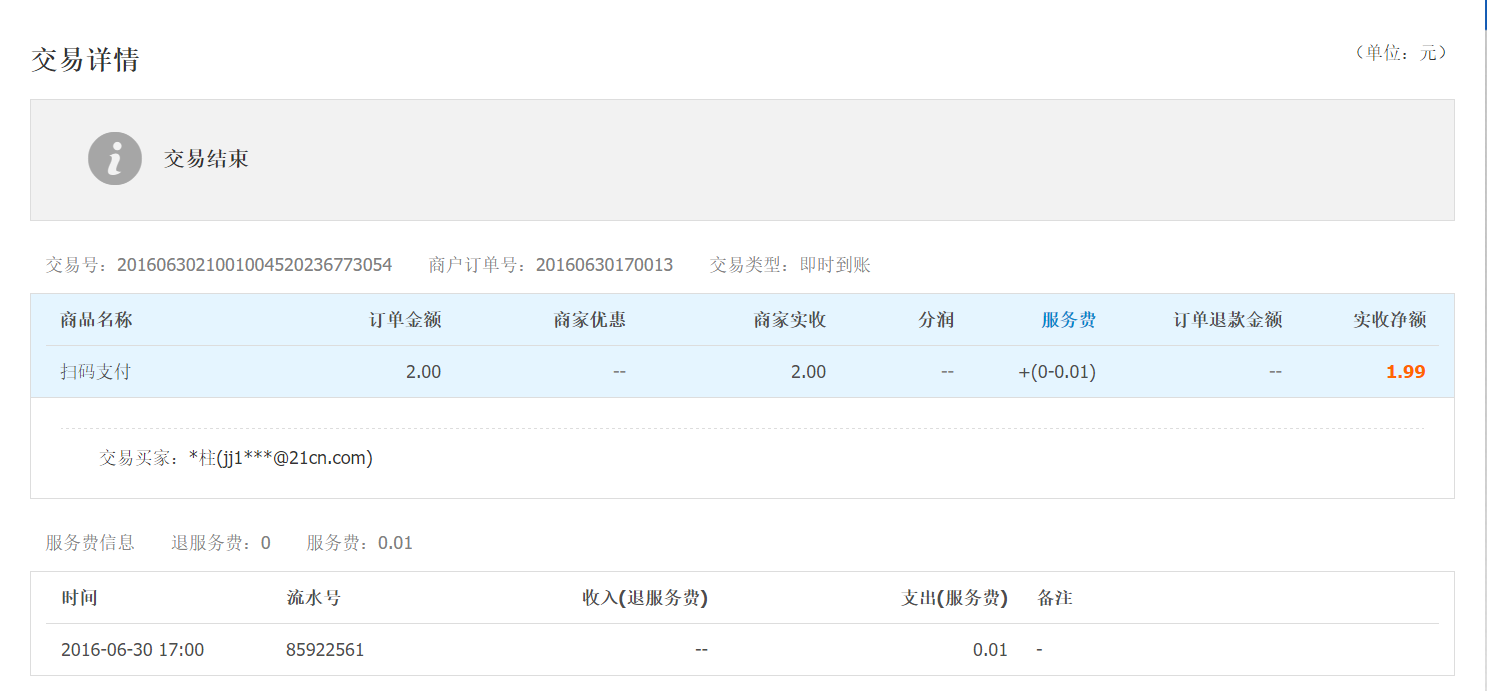 交易详情
（单位：元）
交易结束
交易号：2016063021001004520236773054 商户订单号：20160630170013 交易类型：即时到账
商品名称 订单金额 商家优惠 商家实收 分润 服务费 订单退款金额 实收净额
扫码支付 2.00 -- 2.00 -- +(0-0.01) -- 1.99
交易买家：*柱(jj1***@21cn.com)
服务费信息 退服务费：0 服务费：0.01
时间 流水号 收入(退服务费) 支出(服务费) 备注
2016-06-30 17:00 85922561 -- 0.01 -